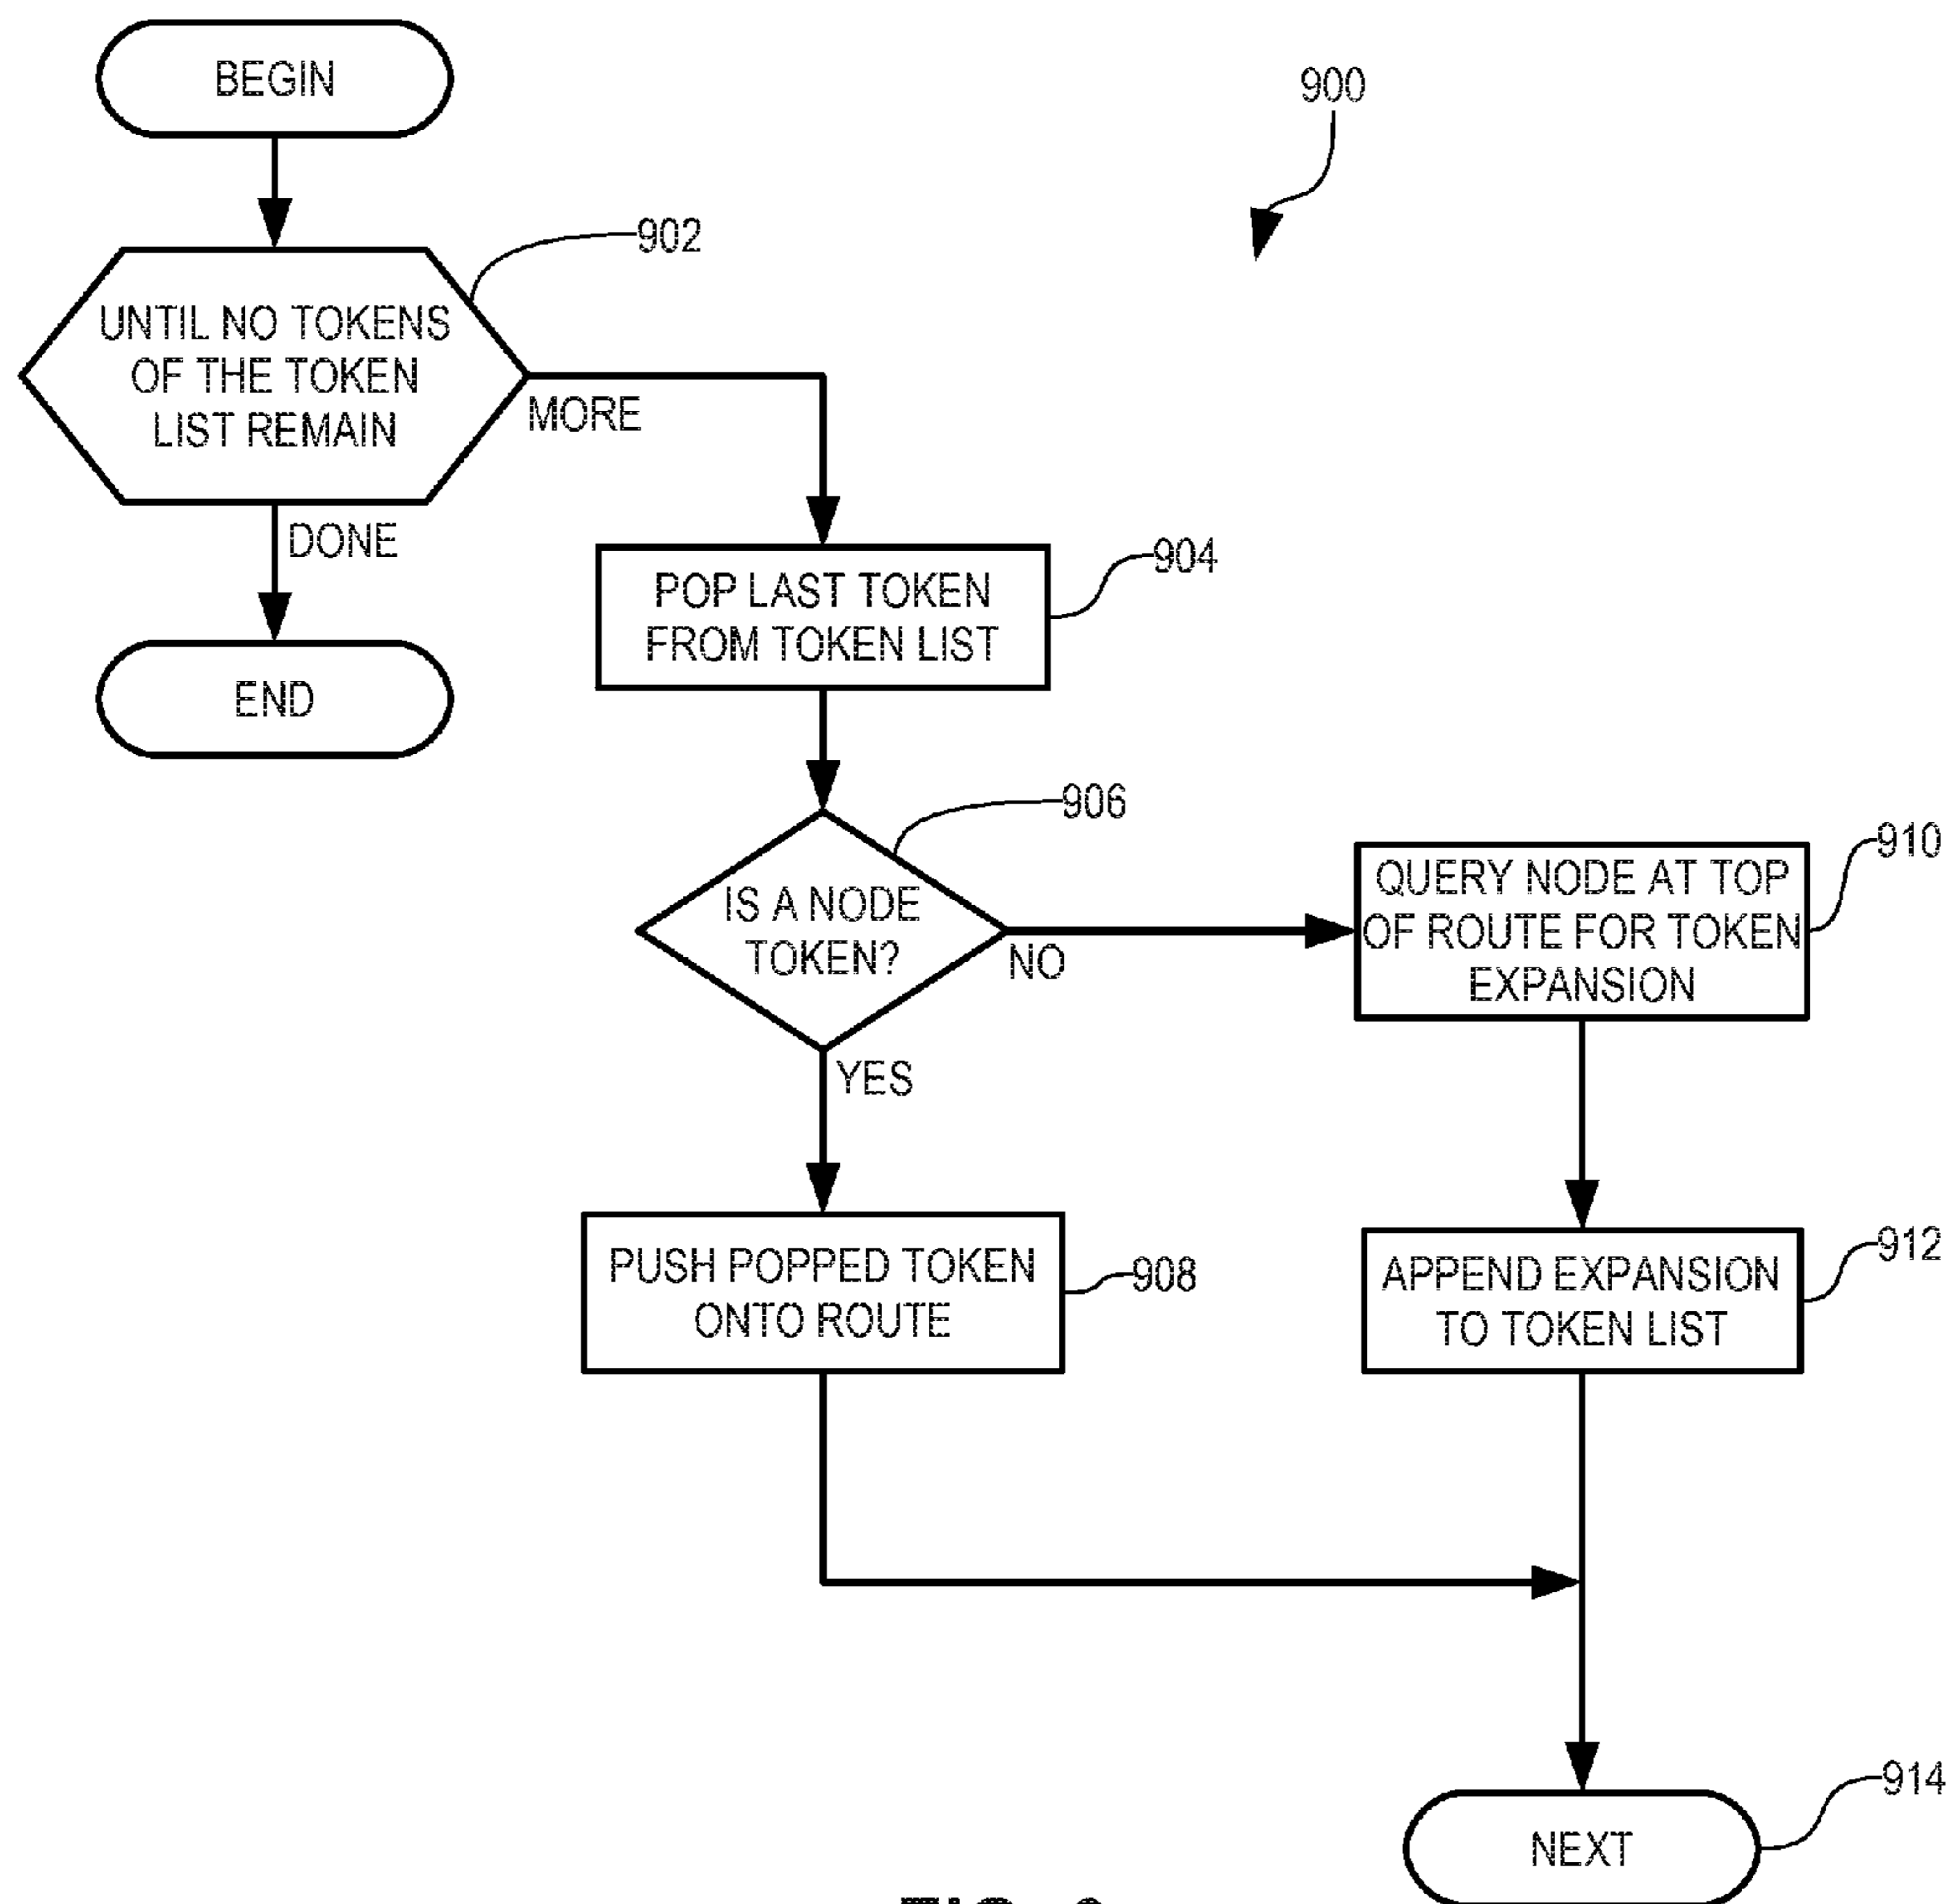 BEGIN
900
902
UNTIL NO TOKENS
OF THE TOKEN
LIST REMAIN
MORE
DONE
904
POP LAST TOKEN
FROM TOKEN LIST
END
906
IS A NODE
TOKEN?
NO
YES
910
QUERY NODE AT TOP
OF ROUTE FOR TOKEN
EXPANSION
908
PUSH POPPED TOKEN
ONTO ROUTE
912
APPEND EXPANSION
TO TOKEN LIST
914
NEXT